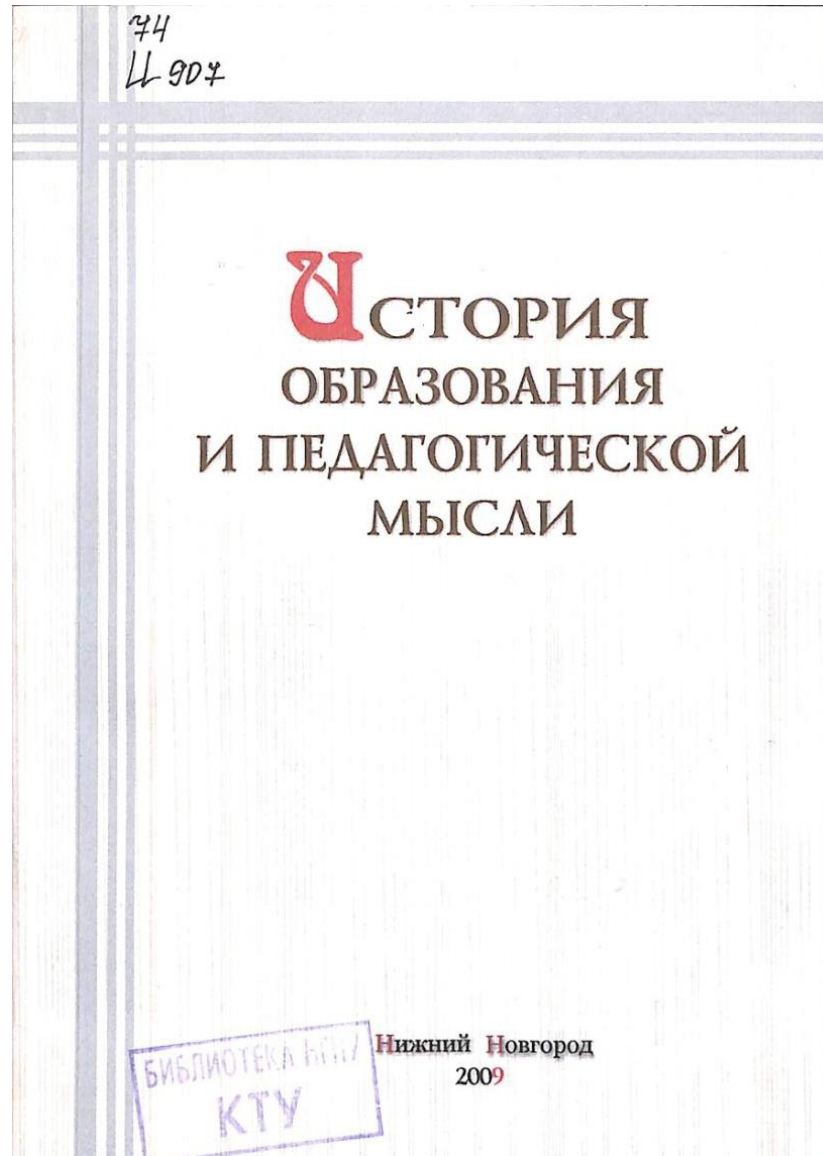 74
И 907
ИСТОРИЯ
ОБРАЗОВАНИЯ
И ПЕДАГОГИЧЕСКОЙ
МЫСЛИ
БИБЛИОТЕКА
КТУ
Нижний Новгород
2009